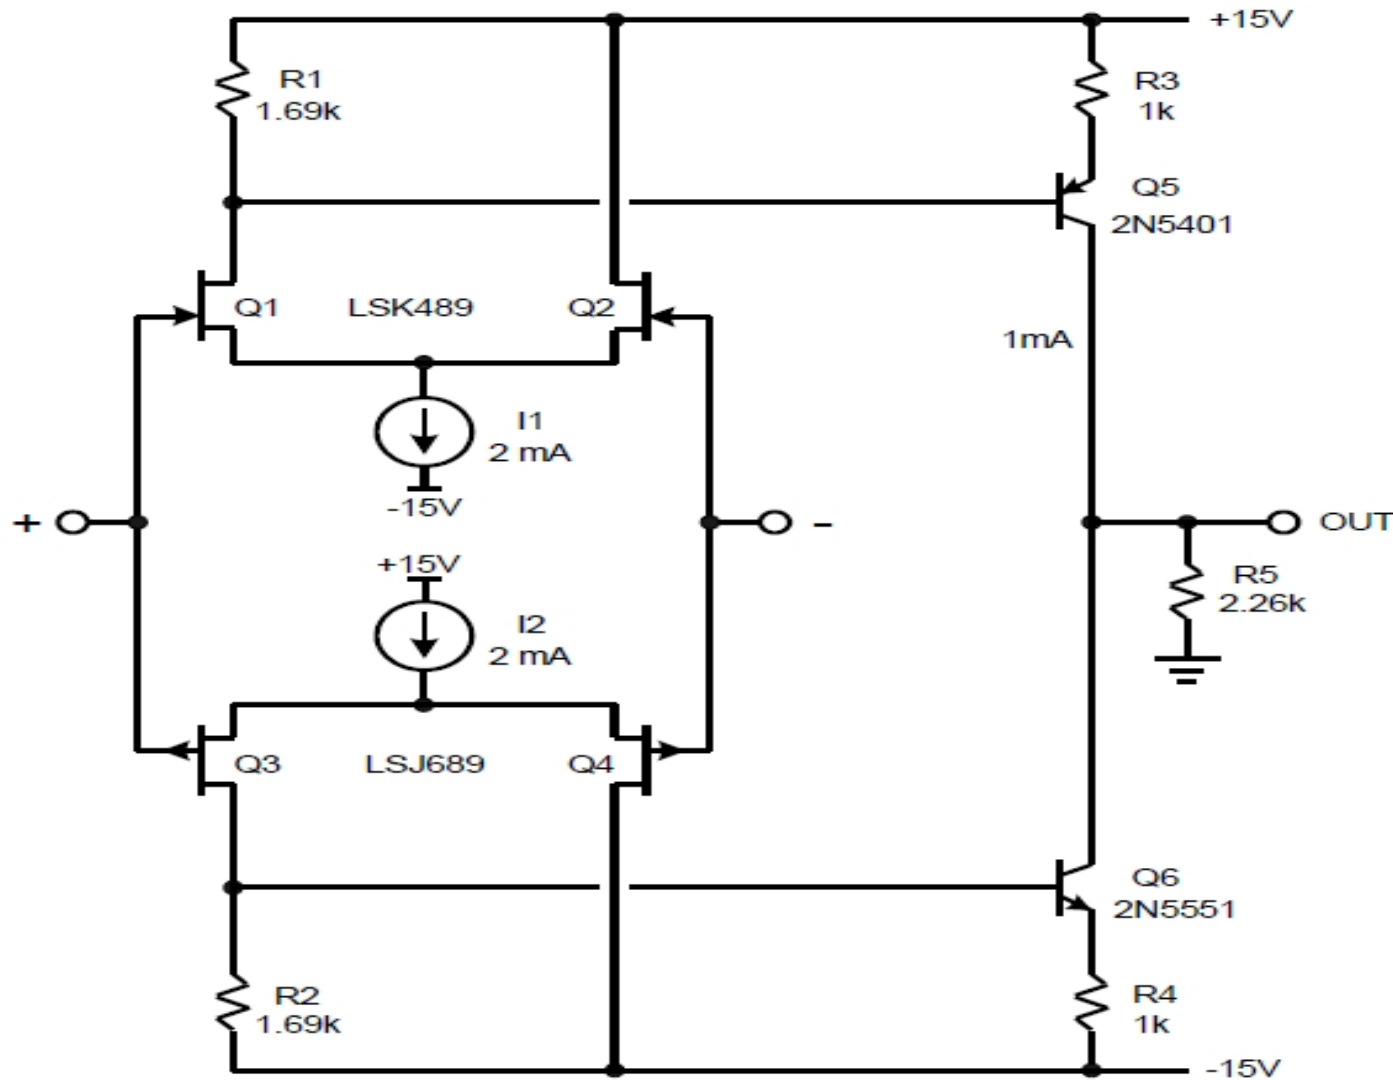 +15V
R1
1.69k
R3
1k
Q5
2N5401
Q1
LSK489
Q2
1mA
I1
2 mA
-15V
+
-
OUT
+15V
R5
2.26k
I2
2 mA
Q3
LSJ689
Q4
Q6
2N5551
R2
1.69k
R4
1k
-15V